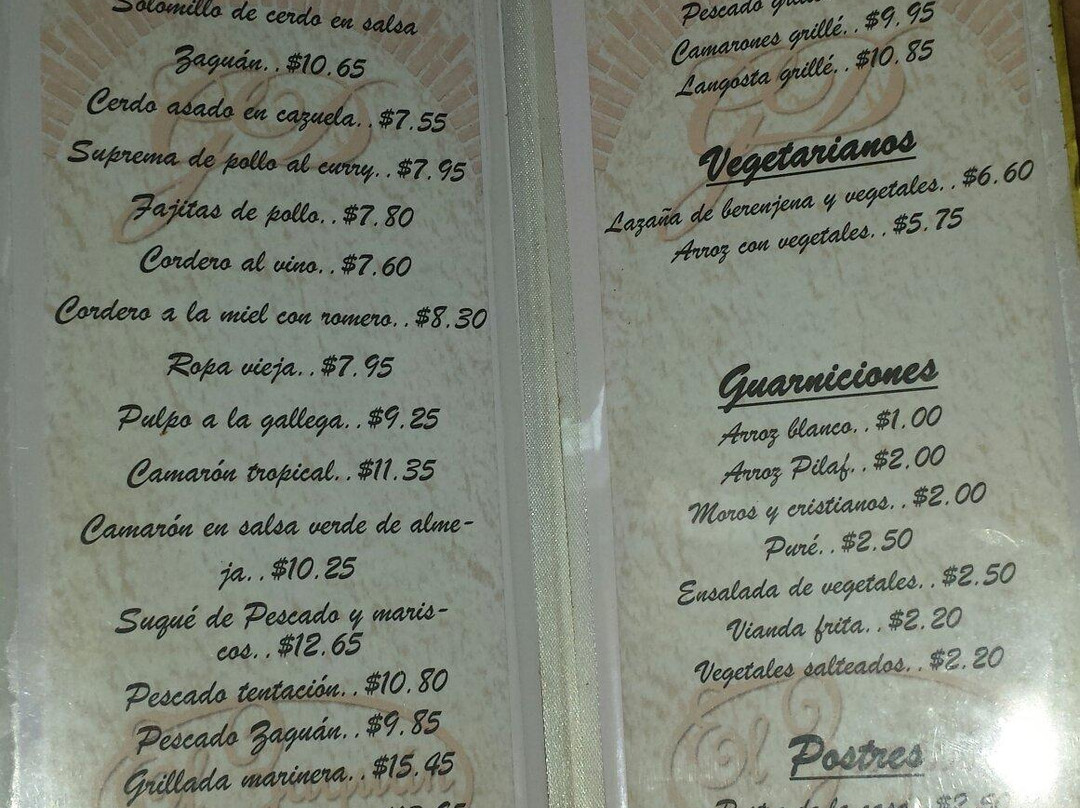 Solomillo de cerdo en salsa
Zaguán..$10.65
Cerdo asado en cazuela..$7.55
Suprema de pollo al curry..$7.95
Fajitas de pollo..$7.80
Cordero al vino..$7.60
Cordero a la miel con romero..$8.30
Ropa vieja..$7.95
Pulpo a la gallega..$9.25
Camarón tropical..$11.35
Camarón en salsa verde de alme-
ja..$10.25
Suqué de Pescado y maris-
cos..$12.65
Pescado tentación..$10.80
Pescado Zaguán..$9.85
Grillada marinera..$15.45
Pescado
Camarones grillé..$9.95
Langosta grillé..$10.85
Vegetarianos
Lazaña de berenjena y vegetales..$6.60
Arroz con vegetales..$5.75
Guarniciones
Arroz blanco..$1.00
Arroz Pilaf..$2.00
Moros y cristianos..$2.00
Puré..$2.50
Ensalada de vegetales..$2.50
Vianda frita..$2.20
Vegetales salteados..$2.20
Postres